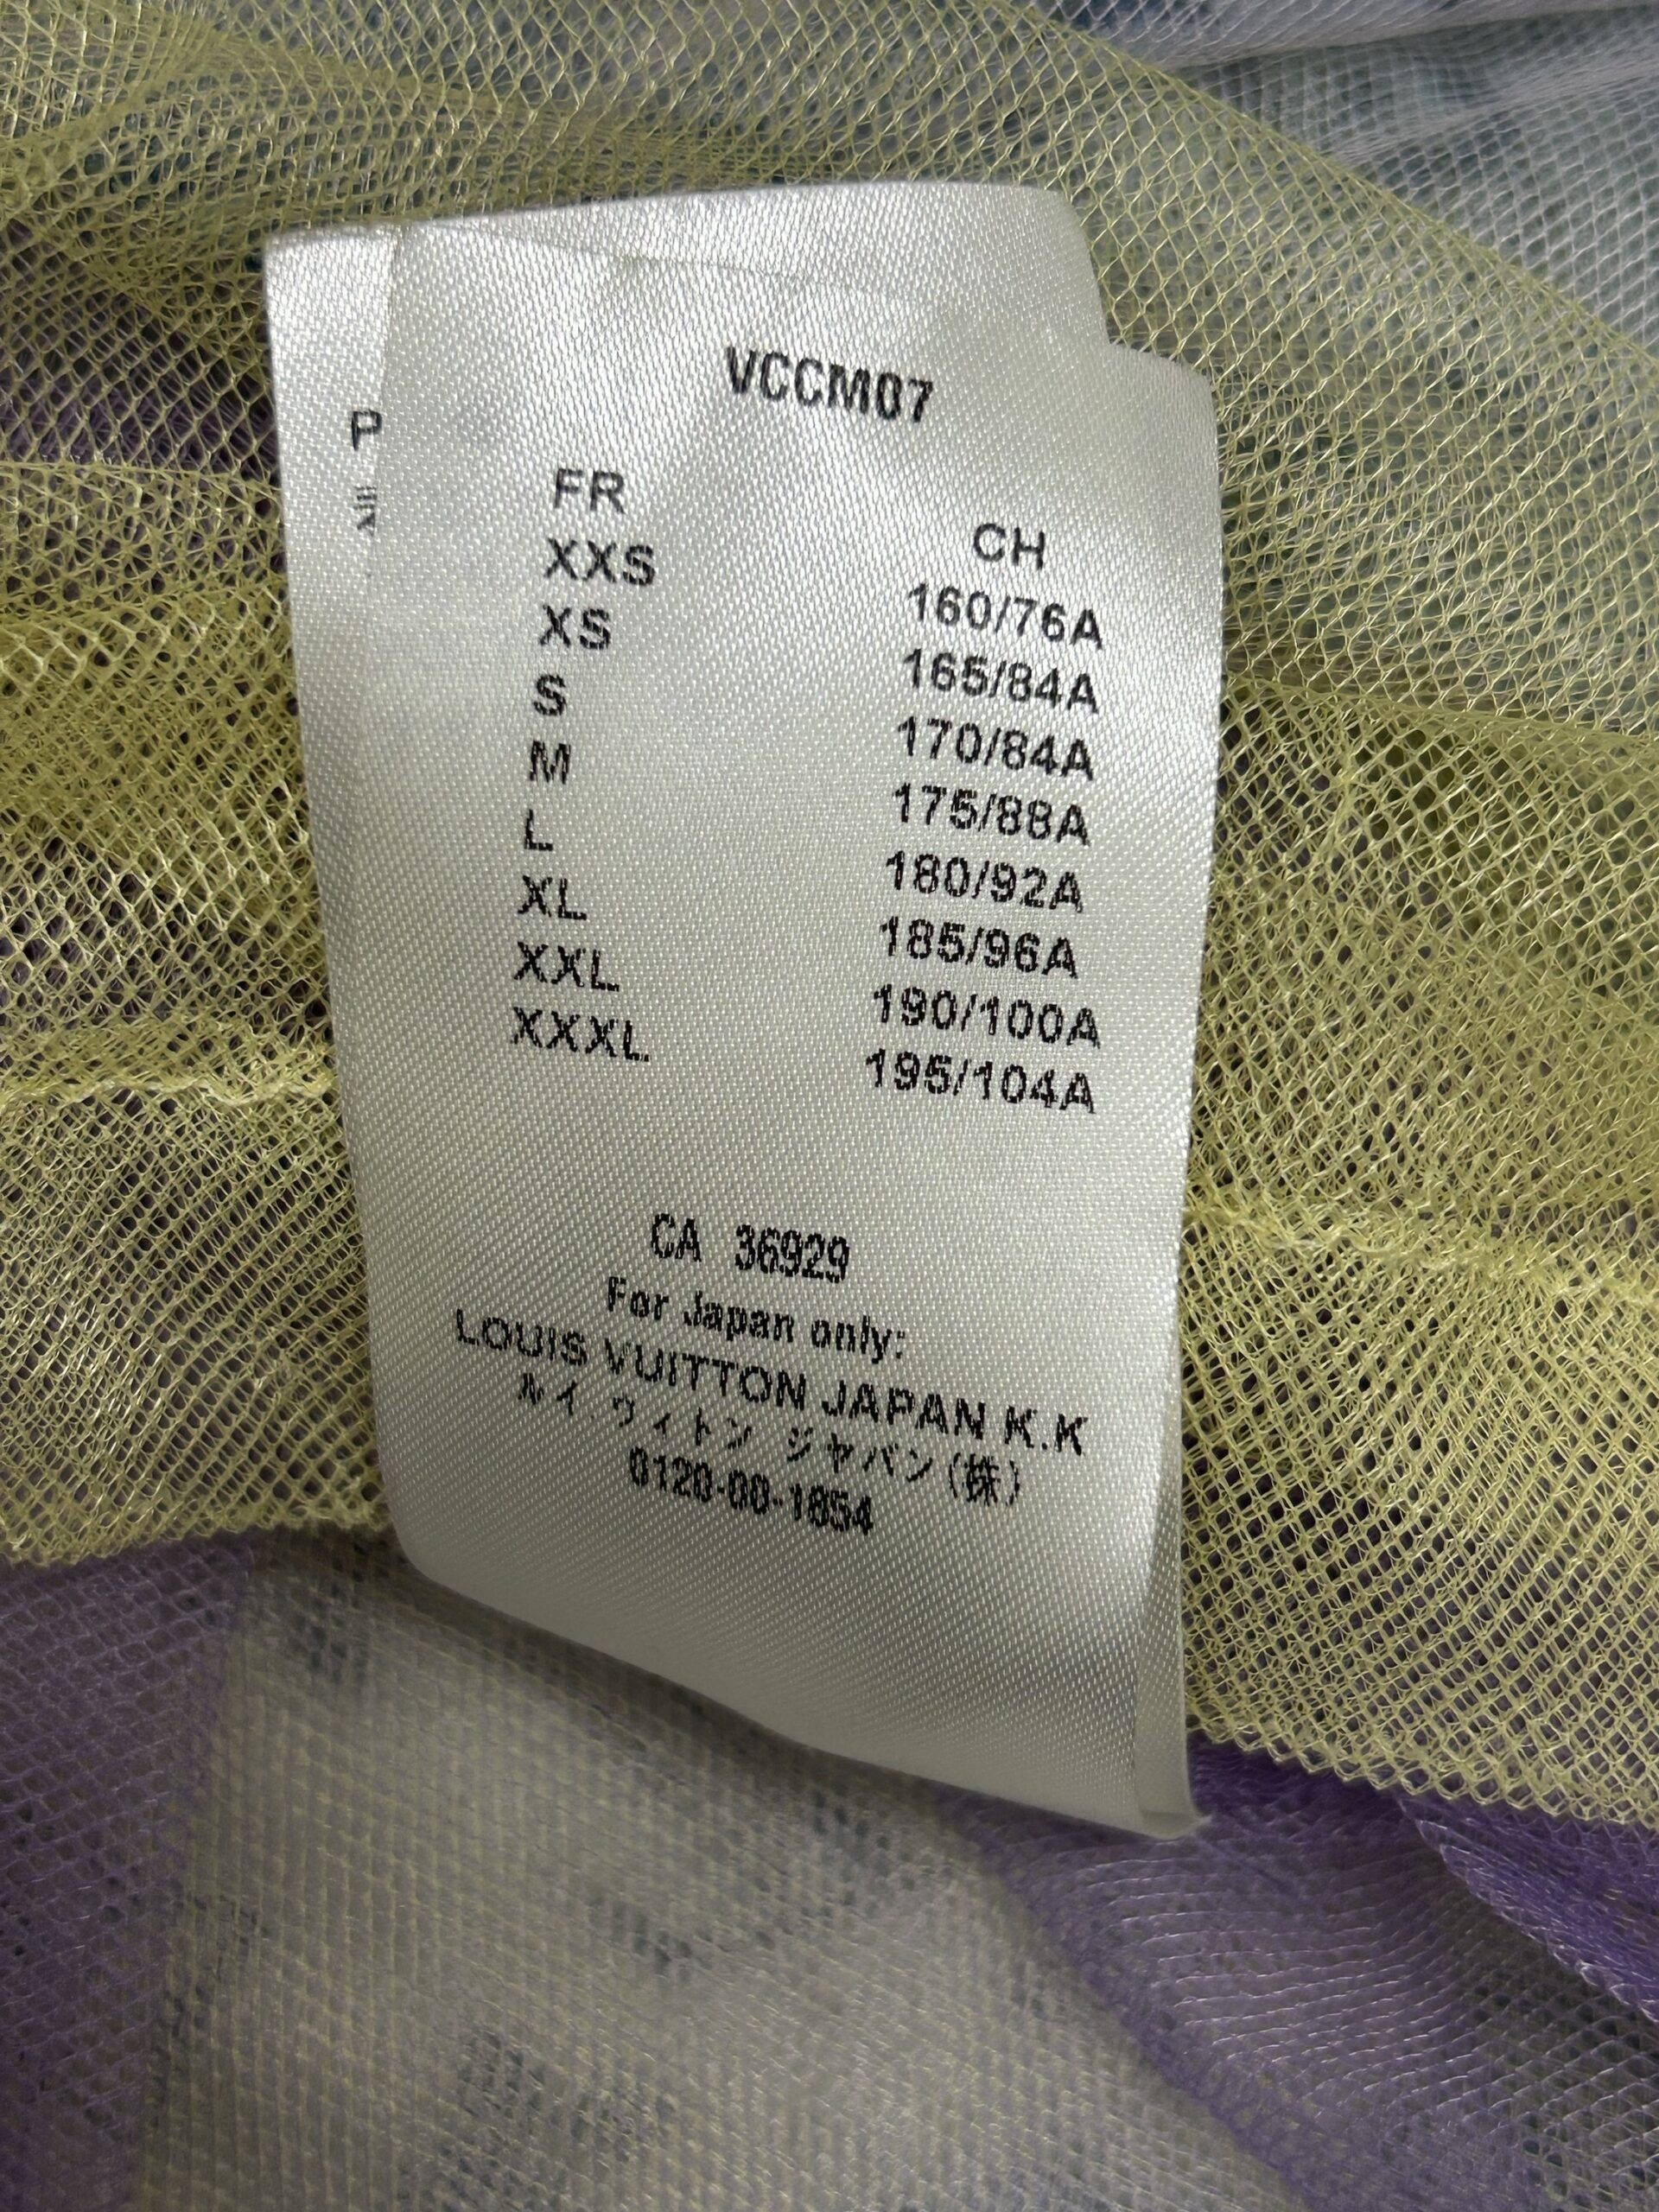 VCCM07
FR CH
XXS 160/76A
XS 165/84A
S 170/84A
M 175/88A
L 180/92A
XL 185/96A
XXL 190/100A
XXXL 195/104A
CA 36929
For Japan only:
LOUIS VUITTON JAPAN K.K
ルイ.ヴィトン ジャパン(株)
0120-00-1854
P